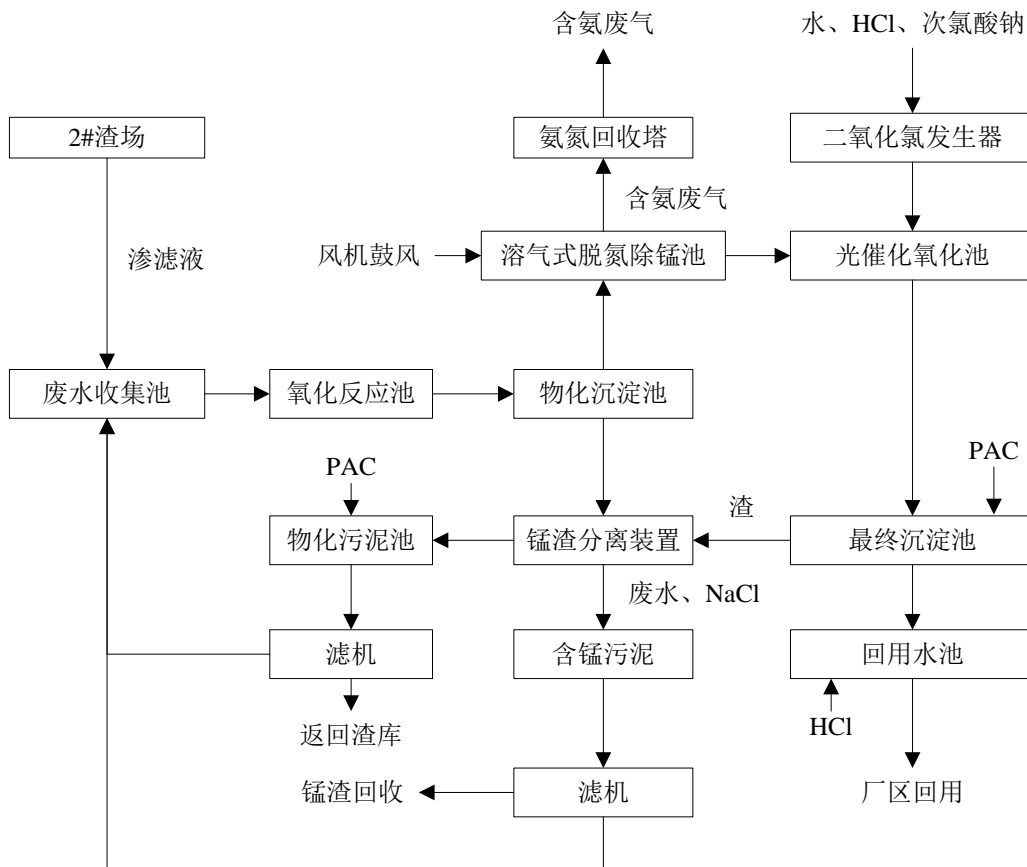 含氨废气
水、HCl、次氯酸钠
2#渣场
氨氮回收塔
二氧化氯发生器
含氨废气
渗滤液
风机鼓风
溶气式脱氮除锰池
光催化氧化池
废水收集池
氧化反应池
物化沉淀池
PAC
PAC
渣
物化污泥池
锰渣分离装置
最终沉淀池
废水、NaCl
滤机
含锰污泥
回用水池
返回渣库
HCl
锰渣回收
滤机
厂区回用